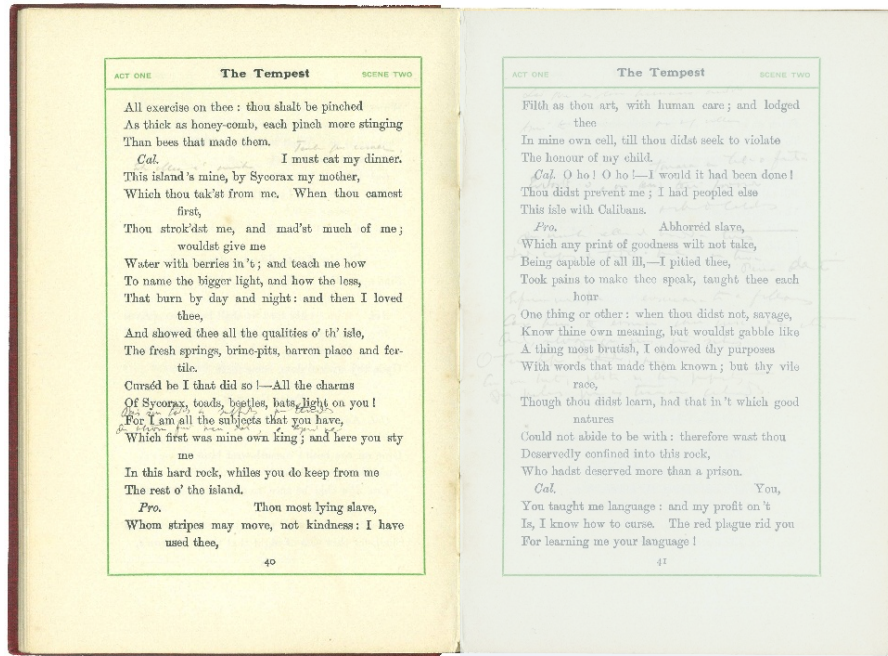 ACT ONE The Tempest SCENE TWO
All exercise on thee : thou shalt be pinched
As thick as honey-comb, each pinch more stinging
Than bees that made them.
Cal. I must eat my dinner.
This island's mine, by Sycorax my mother,
Which thou tak'st from me. When thou camest
first,
Thou strok'dst me, and mad'st much of me ;
wouldst give me
Water with berries in 't ; and teach me how
To name the bigger light, and how the less,
That burn by day and night : and then I loved
thee,
And showed thee all the qualities o' th' isle,
The fresh springs, brine-pits, barren place and fer-
tile.
Curséd be I that did so !—All the charms
Of Sycorax, toads, beetles, bats, light on you !
For I am all the subjects that you have,
Which first was mine own king ; and here you sty
me
In this hard rock, whiles you do keep from me
The rest o' the island.
Pro. Thou most lying slave,
Whom stripes may move, not kindness : I have
used thee,
40
ACT ONE The Tempest SCENE TWO
Filth as thou art, with human care ; and lodged
thee
In mine own cell, till thou didst seek to violate
The honour of my child.
Cal. O ho ! O ho !—I would it had been done !
Thou didst prevent me ; I had peopled else
This isle with Calibans.
Pro. Abhorréd slave,
Which any print of goodness wilt not take,
Being capable of all ill,—I pitied thee,
Took pains to make thee speak, taught thee each
hour
One thing or other : when thou didst not, savage,
Know thine own meaning, but wouldst gabble like
A thing most brutish, I endowed thy purposes
With words that made them known ; but thy vile
race,
Though thou didst learn, had that in 't which good
natures
Could not abide to be with : therefore wast thou
Deservedly confined into this rock,
Who hadst deserved more than a prison.
Cal. You,
You taught me language : and my profit on 't
Is, I know how to curse. The red plague rid you
For learning me your language !
41